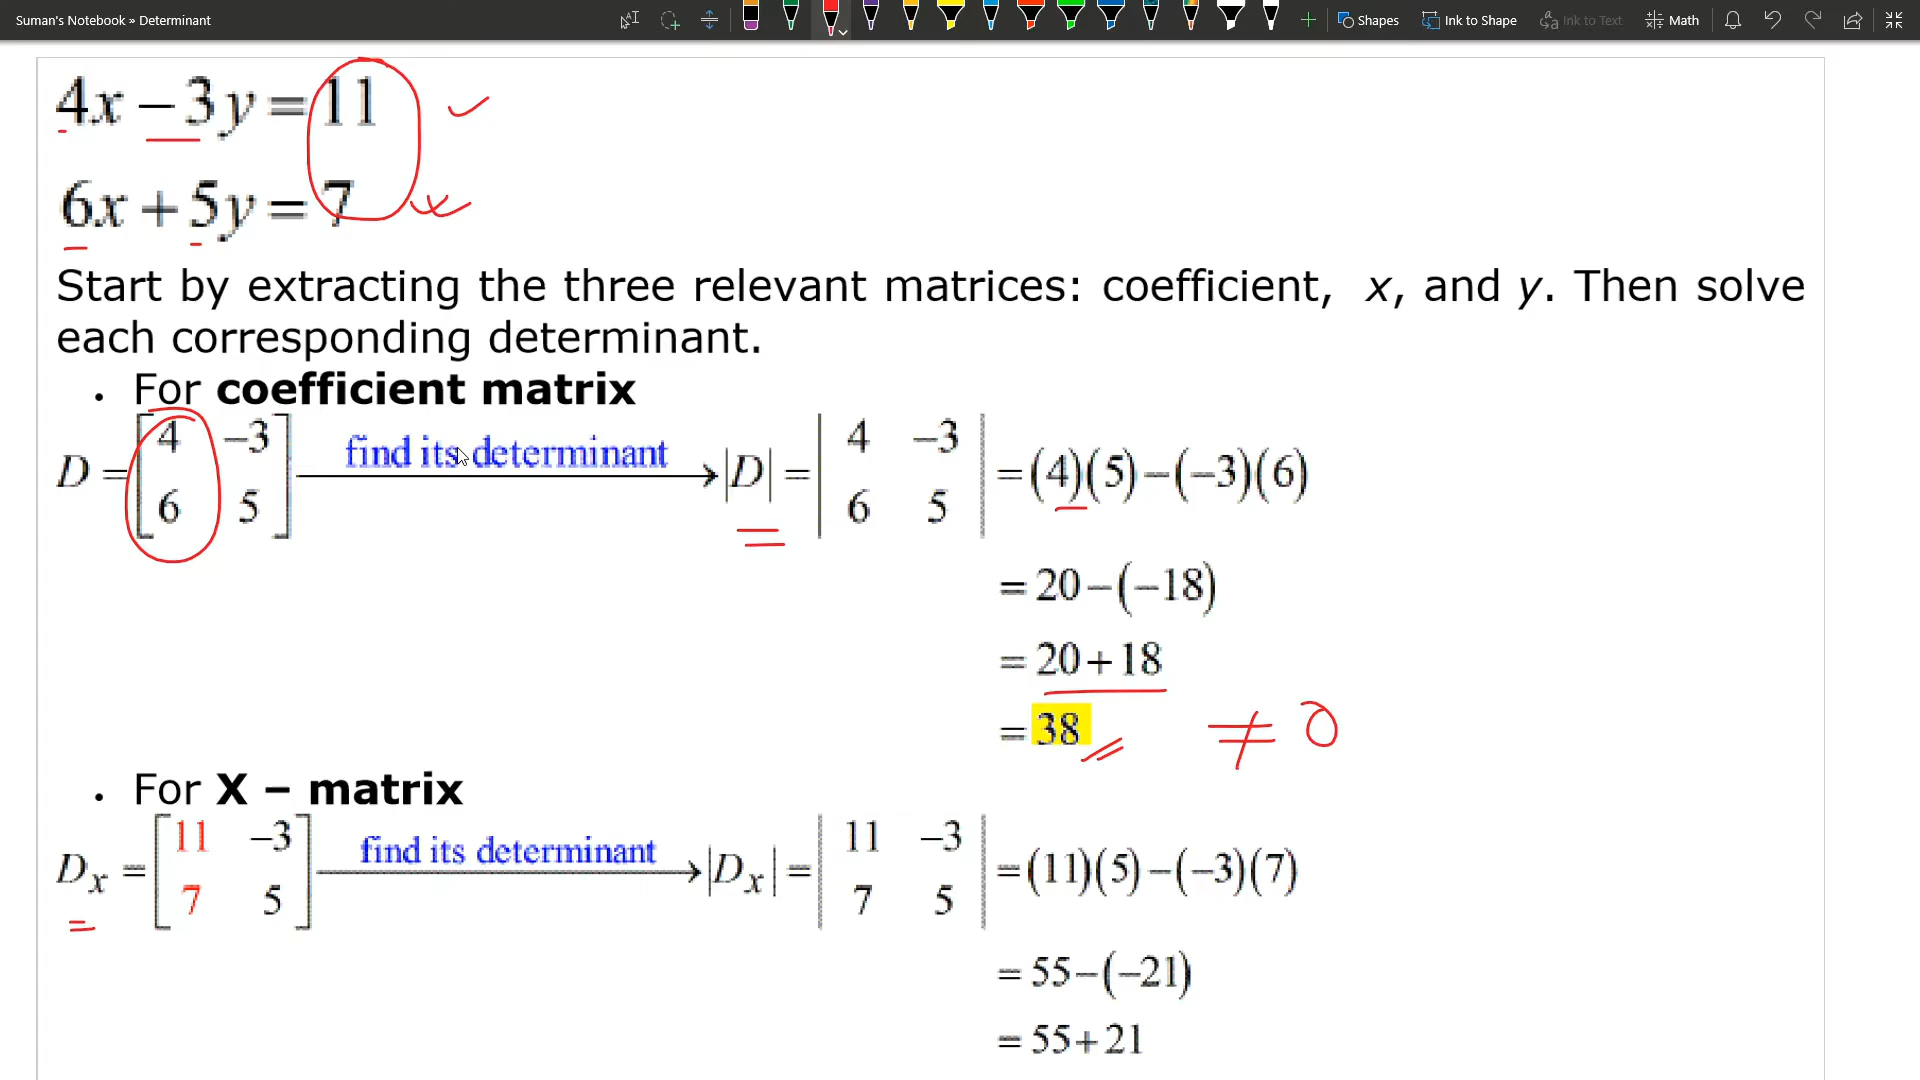 Suman's Notebook » Determinant
Shapes
Ink to Shape
Ink to Text
Math
4x − 3y = 11
6x + 5y = 7
Start by extracting the three relevant matrices: coefficient, x, and y. Then solve
each corresponding determinant.
• For coefficient matrix
D = [4 −3; 6 5] find its determinant → |D| = |4 −3; 6 5| = (4)(5)−(−3)(6)
= 20−(−18)
= 20+18
= 38 ≠ 0
• For X – matrix
Dₓ = [11 −3; 7 5] find its determinant → |Dₓ| = |11 −3; 7 5| = (11)(5)−(−3)(7)
= 55−(−21)
= 55+21